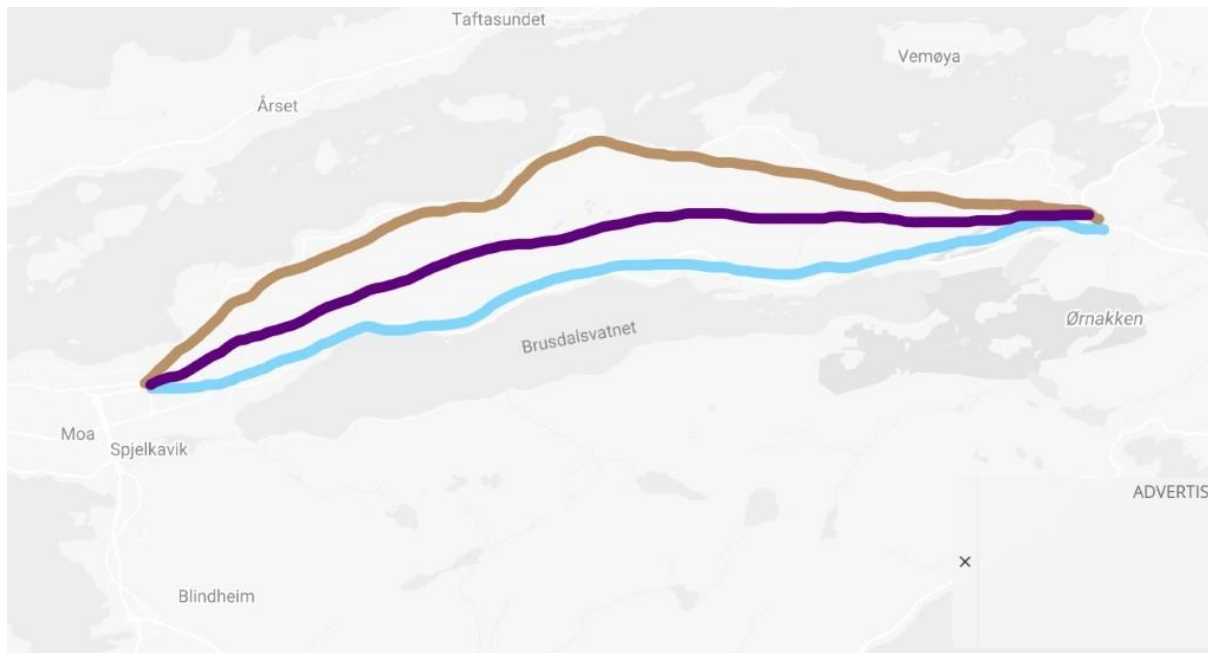 Taftasundet
Vemøya
Årset
Ørnakken
Brusdalsvatnet
Moa
Spjelkavik
ADVERTIS
×
Blindheim